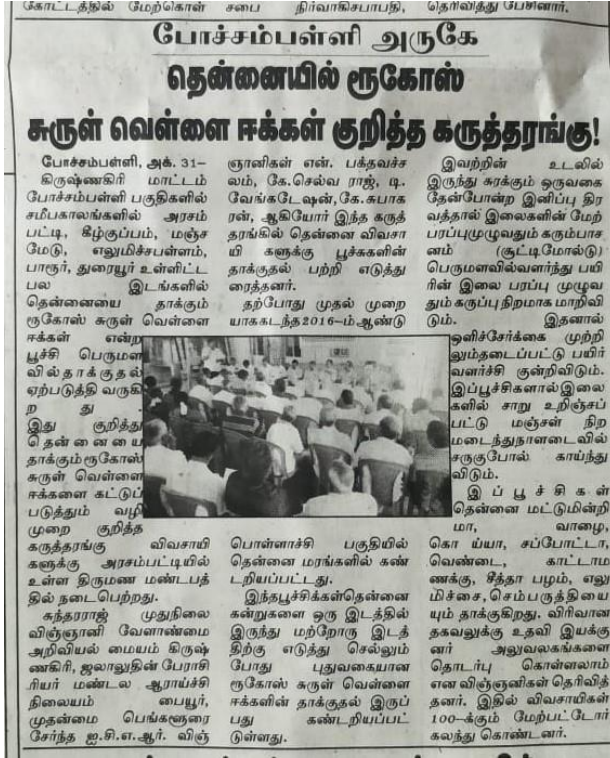 கோட்டத்தில் மேற்கொள் சபை நிர்வாகிசபாபதி, தெரிவித்து பேசினார்.
போச்சம்பள்ளி அருகே
தென்னையில் ரூகோஸ்
சுருள் வெள்ளை ஈக்கள் குறித்த கருத்தரங்கு!
போச்சம்பள்ளி, அக். 31–
கிருஷ்ணகிரி மாட்டம்
போச்சம்பள்ளி பகுதிகளில்
சமீபகாலங்களில் அரசம்
பட்டி, கீழ்குப்பம், மஞ்ச
மேடு, எலுமிச்சபள்ளம்,
பாரூர், துரையூர் உள்ளிட்ட
பல இடங்களில்
தென்னையை தாக்கும்
ரூகோஸ் சுருள் வெள்ளை
ஈக்கள் என்ற
பூச்சி பெருமள
வில்தாக்குதல்
ஏற்படுத்தி வருகி
ற து .
இது குறித்து
தென்னையை
தாக்கும்ரூகோஸ்
சுருள் வெள்ளை
ஈக்களை கட்டுப்
படுத்தும் வழி
முறை குறித்த
கருத்தரங்கு விவசாயி
களுக்கு அரசம்பட்டியில்
உள்ள திருமண மண்டபத்
தில் நடைபெற்றது.
சுந்தரராஜ் முதுநிலை
விஞ்ஞானி வேளாண்மை
அறிவியல் மையம் கிருஷ்
ணகிரி, ஜலாலுதின் பேராசி
ரியர் மண்டல ஆராய்ச்சி
நிலையம் பையூர்,
முதன்மை பெங்களூரை
சேர்ந்த ஐ.சி.எ.ஆர். விஞ்
ஞானிகள் என். பக்தவச்ச
லம், கே.செல்வ ராஜ், டி.
வேங்கடேஷன்,கே.சுபாக
ரன், ஆகியோர் இந்த கருத்
தரங்கில் தென்னை விவசா
யி களுக்கு பூச்சுகளின்
தாக்குதல் பற்றி எடுத்து
ரைத்தனர்.
தற்போது முதல் முறை
யாககடந்த2016–ம்ஆண்டு
பொள்ளாச்சி பகுதியில்
தென்னை மரங்களில் கண்
டறியப்பட்டது.
இந்தபூச்சிக்கள்தென்னை
கன்றுகளை ஒரு இடத்தில்
இருந்து மற்றோரு இடத்
திற்கு எடுத்து செல்லும்
போது புதுவகையான
ரூகோஸ் சுருள் வெள்ளை
ஈக்களின் தாக்குதல் இருப்
பது கண்டறியப்பட்
டுள்ளது.
இவற்றின் உடலில்
இருந்து சுரக்கும் ஒருவகை
தேன்போன்ற இனிப்பு திர
வத்தால் இலைகளின் மேற்
பரப்புமுழுவதும் கரும்பாச
னம் (சூட்டிமோல்டு)
பெருமளவில்வளர்ந்து பயி
ரின் இலை பரப்பு முழுவ
தும் கருப்பு நிறமாக மாறிவி
டும். இதனால்
ஒளிச்சேர்க்கை முற்றி
லும்தடைப்பட்டு பயிர்
வளர்ச்சி குன்றிவிடும்.
இப்பூச்சிகளால்இலை
களில் சாறு உறிஞ்சப்
பட்டு மஞ்சள் நிற
மடைந்துநாளடைவில்
சருகுபோல் காய்ந்து
விடும்.
இ ப் பூ ச் சி க ள்
தென்னை மட்டுமின்றி
மா, வாழை,
கொ ய்யா, சப்போட்டா,
வெண்டை, காட்டாம
ணக்கு, சீத்தா பழம், எலு
மிச்சை,செம்பருத்தியை
யும் தாக்குகிறது. விரிவான
தகவலுக்கு உதவி இயக்கு
னர் அலுவலகங்களை
தொடர்பு கொள்ளலாம்
என விஞ்ஞனிகள் தெரிவித்
தனர். இதில் விவசாயிகள்
100–க்கும் மேற்பட்டோர்
கலந்து கொண்டனர்.